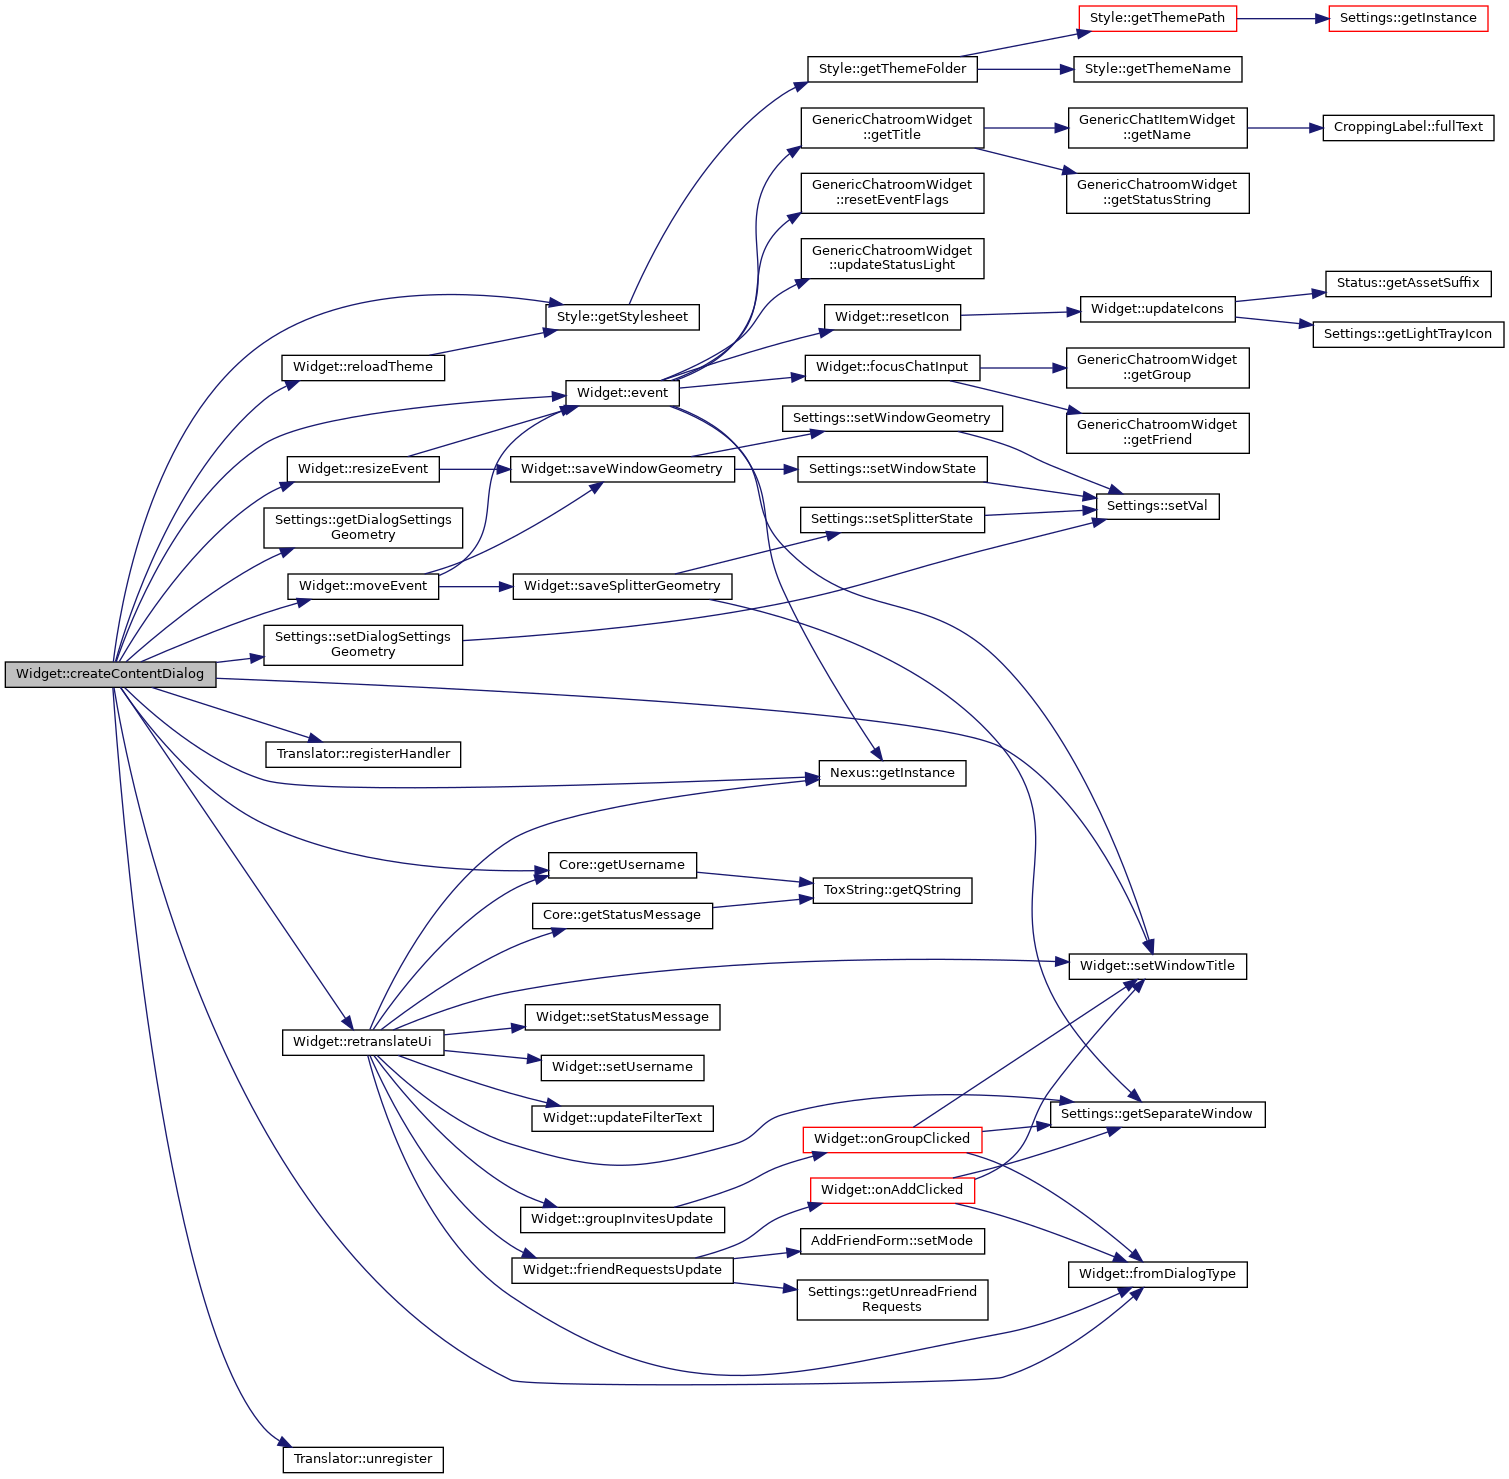 Style::getThemePath
Settings::getInstance
Style::getThemeFolder
Style::getThemeName
GenericChatroomWidget
::getTitle
GenericChatItemWidget
::getName
CroppingLabel::fullText
GenericChatroomWidget
::resetEventFlags
GenericChatroomWidget
::getStatusString
GenericChatroomWidget
::updateStatusLight
Status::getAssetSuffix
Style::getStylesheet
Widget::resetIcon
Widget::updateIcons
Settings::getLightTrayIcon
Widget::reloadTheme
Widget::focusChatInput
GenericChatroomWidget
::getGroup
Widget::event
Settings::setWindowGeometry
GenericChatroomWidget
::getFriend
Widget::resizeEvent
Widget::saveWindowGeometry
Settings::setWindowState
Settings::setVal
Settings::getDialogSettings
Geometry
Settings::setSplitterState
Widget::moveEvent
Widget::saveSplitterGeometry
Settings::setDialogSettings
Geometry
Widget::createContentDialog
Translator::registerHandler
Nexus::getInstance
Core::getUsername
ToxString::getQString
Core::getStatusMessage
Widget::setWindowTitle
Widget::setStatusMessage
Widget::retranslateUi
Widget::setUsername
Widget::updateFilterText
Settings::getSeparateWindow
Widget::onGroupClicked
Widget::onAddClicked
Widget::groupInvitesUpdate
AddFriendForm::setMode
Widget::friendRequestsUpdate
Widget::fromDialogType
Settings::getUnreadFriend
Requests
Translator::unregister